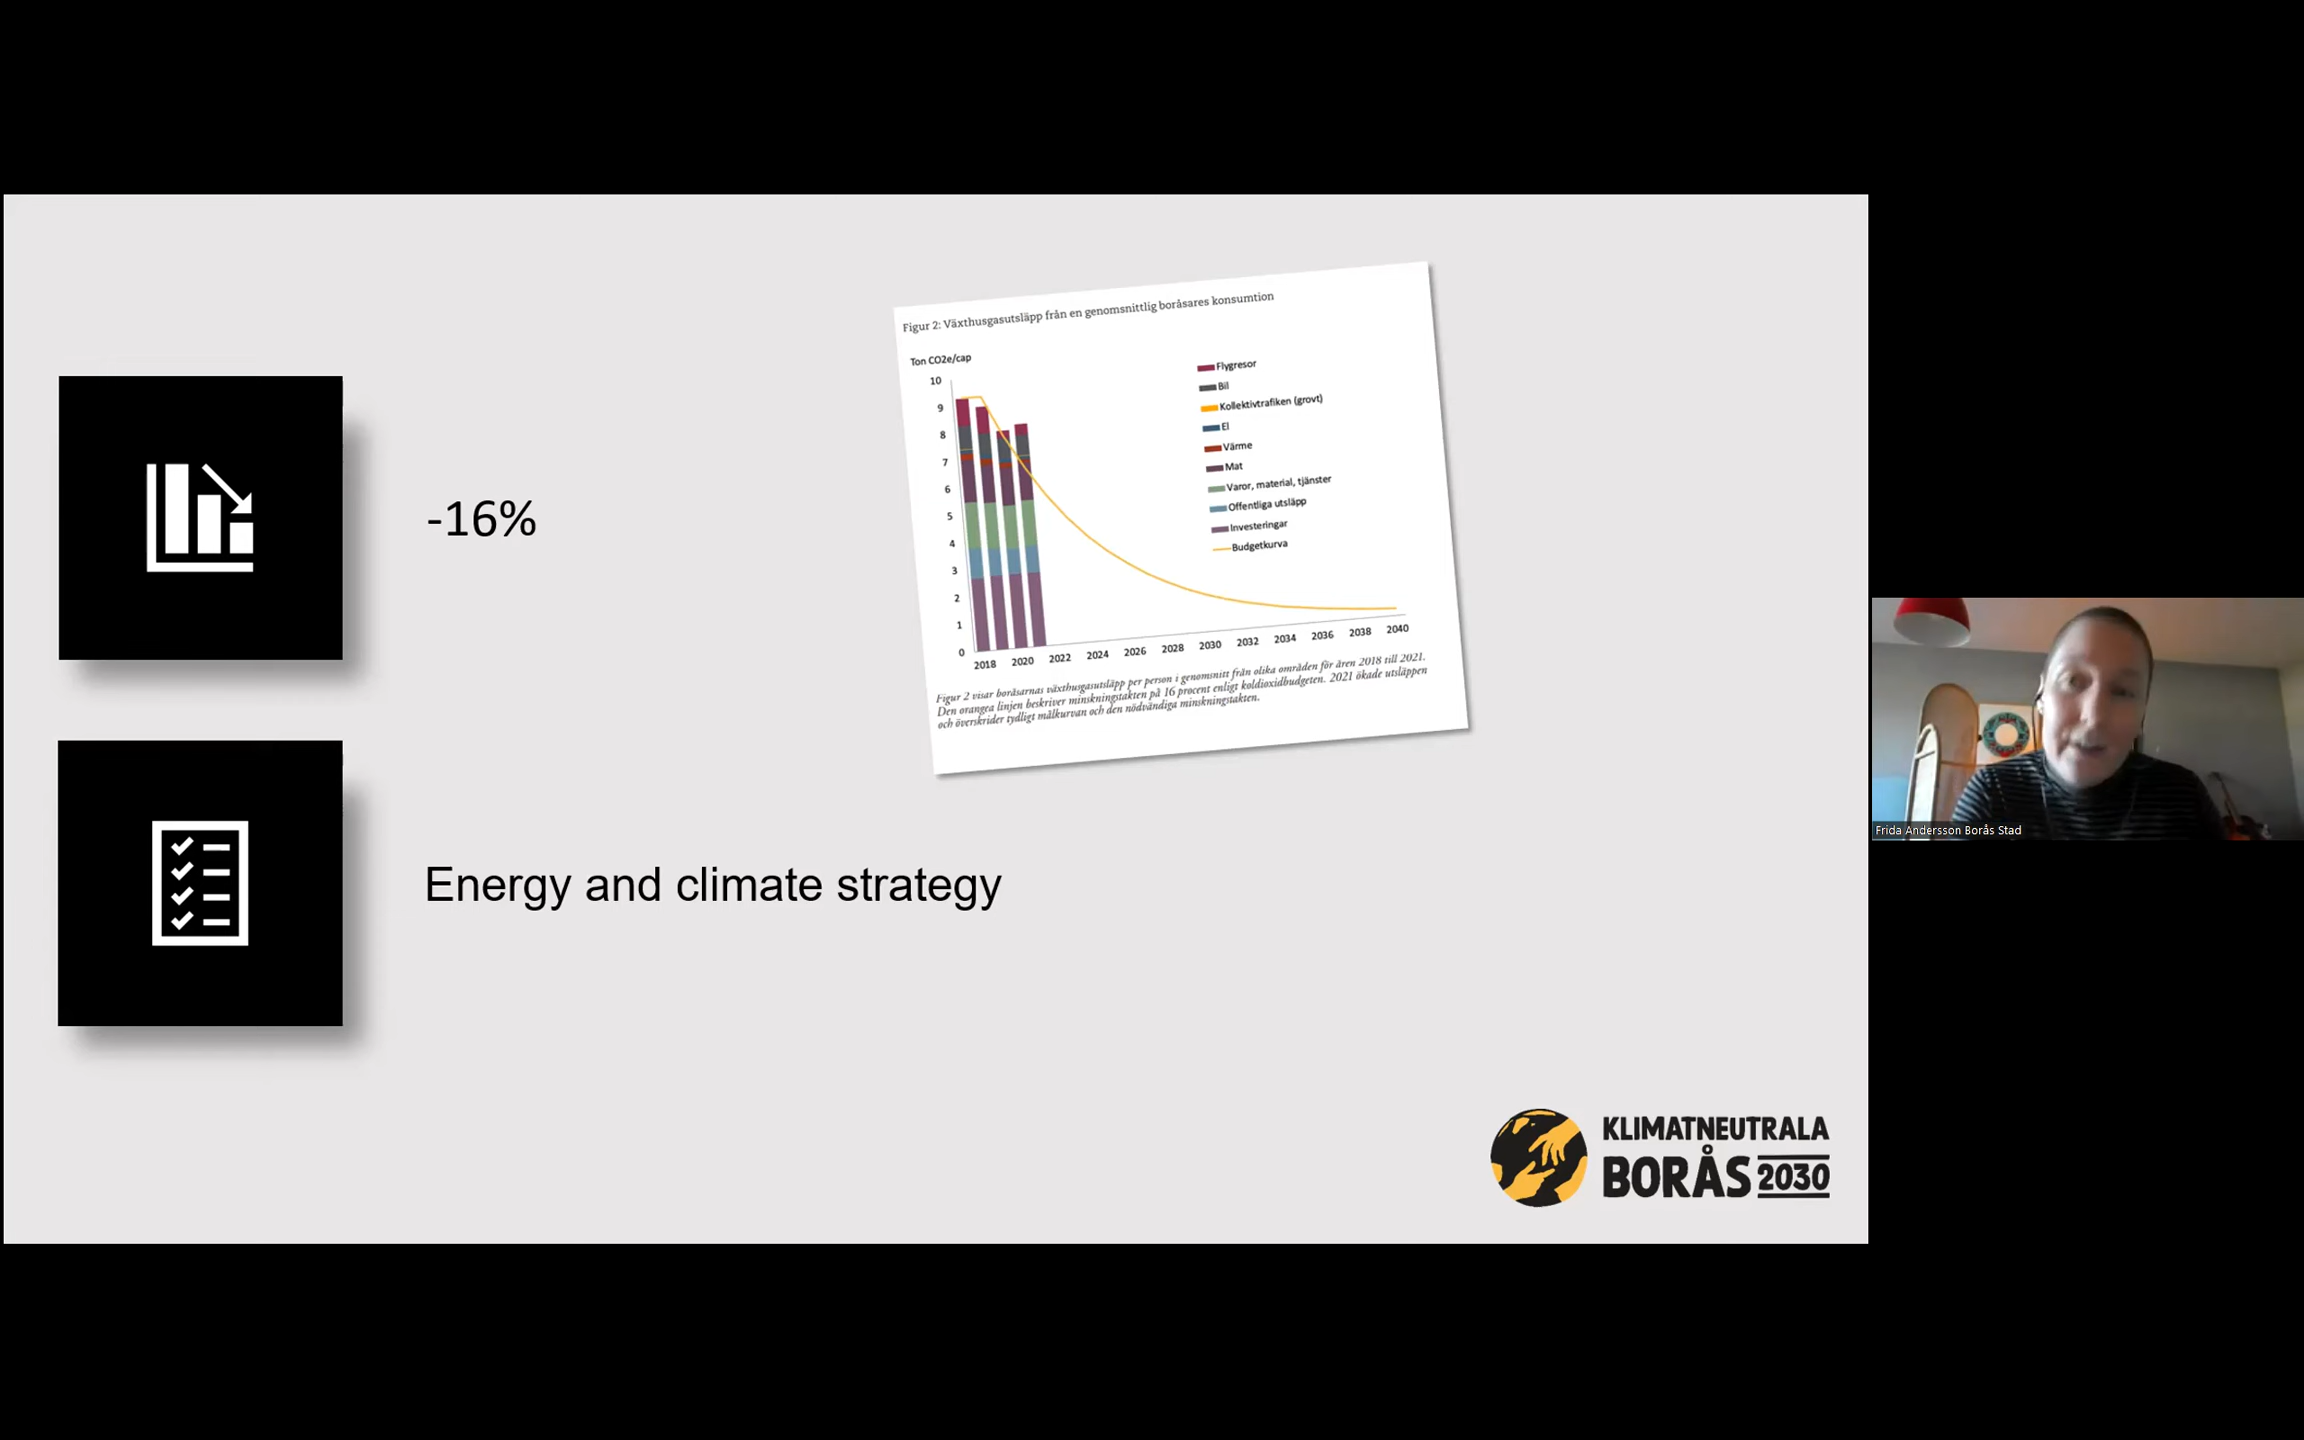 Figur 2: Växthusgasutsläpp från en genomsnittlig boråsares konsumtion
Ton CO2e/cap
10
9
8
7
6
5
4
3
2
1
0
2018 2020 2022 2024 2026 2028 2030 2032 2034 2036 2038 2040
Flygresor
Bil
Kollektivtrafiken (grovt)
El
Värme
Mat
Varor, material, tjänster
Offentliga utsläpp
Investeringar
Budgetkurva
Figur 2 visar boråsarnas växthusgasutsläpp per person i genomsnitt från olika områden för åren 2018 till 2021.
Den orangea linjen beskriver minskningstakten på 16 procent enligt koldioxidbudgeten. 2021 ökade utsläppen
och överskrider tydligt målkurvan och den nödvändiga minskningstakten.
-16%
Energy and climate strategy
Frida Andersson Borås Stad
KLIMATNEUTRALA
BORÅS 2030